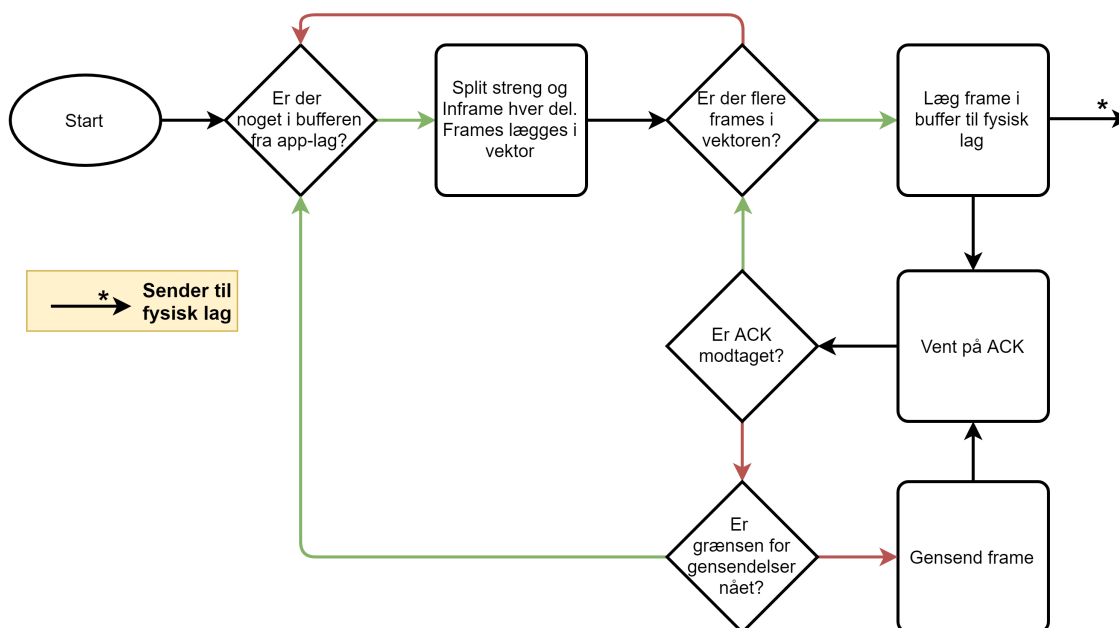 Start
Er der
noget i bufferen
fra app-lag?
Split streng og
Inframe hver del.
Frames lægges i
vektor
Er der flere
frames i
vektoren?
Læg frame i
buffer til fysisk
lag
*
*
Sender til
fysisk lag
Er ACK
modtaget?
Vent på ACK
Er
grænsen for
gensendelser
nået?
Gensend frame